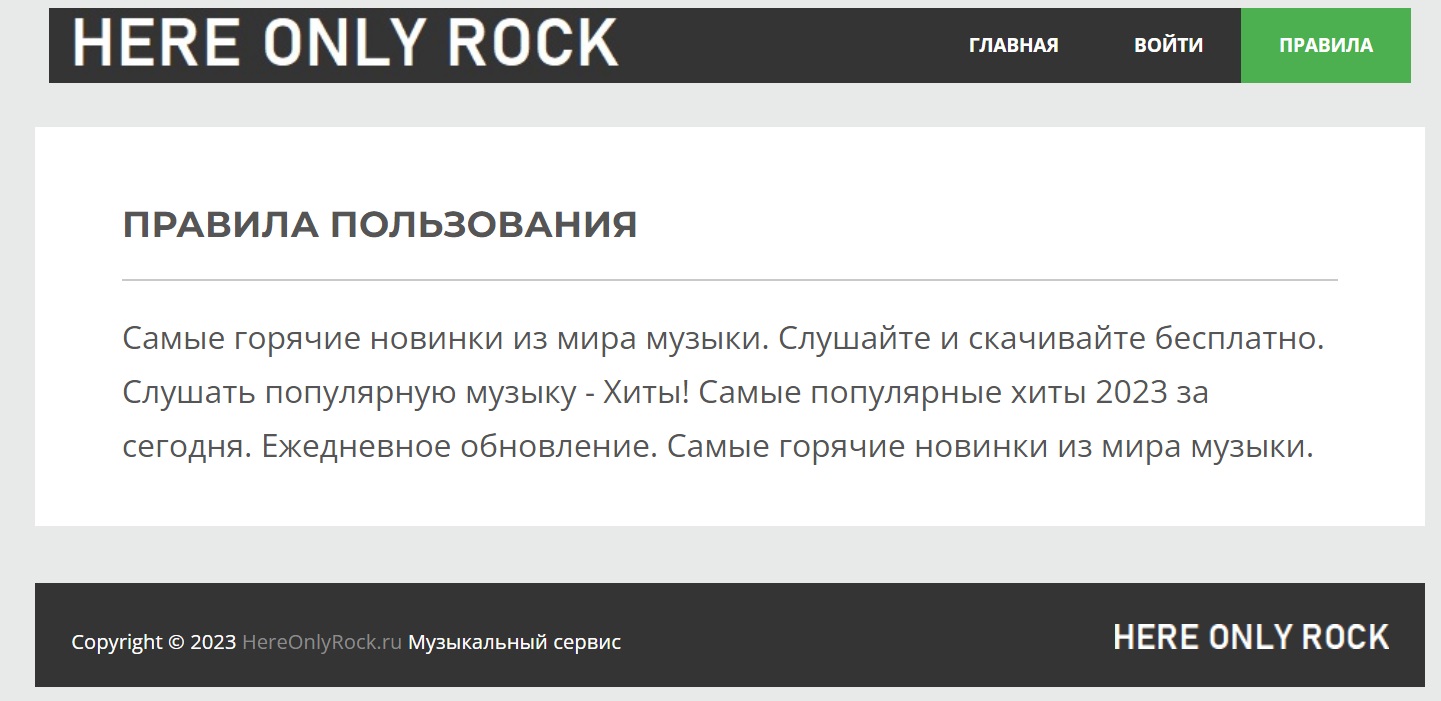 HERE ONLY ROCK ГЛАВНАЯ ВОЙТИ ПРАВИЛА
ПРАВИЛА ПОЛЬЗОВАНИЯ
Самые горячие новинки из мира музыки. Слушайте и скачивайте бесплатно.
Слушать популярную музыку - Хиты! Самые популярные хиты 2023 за
сегодня. Ежедневное обновление. Самые горячие новинки из мира музыки.
Copyright © 2023 HereOnlyRock.ru Музыкальный сервис HERE ONLY ROCK